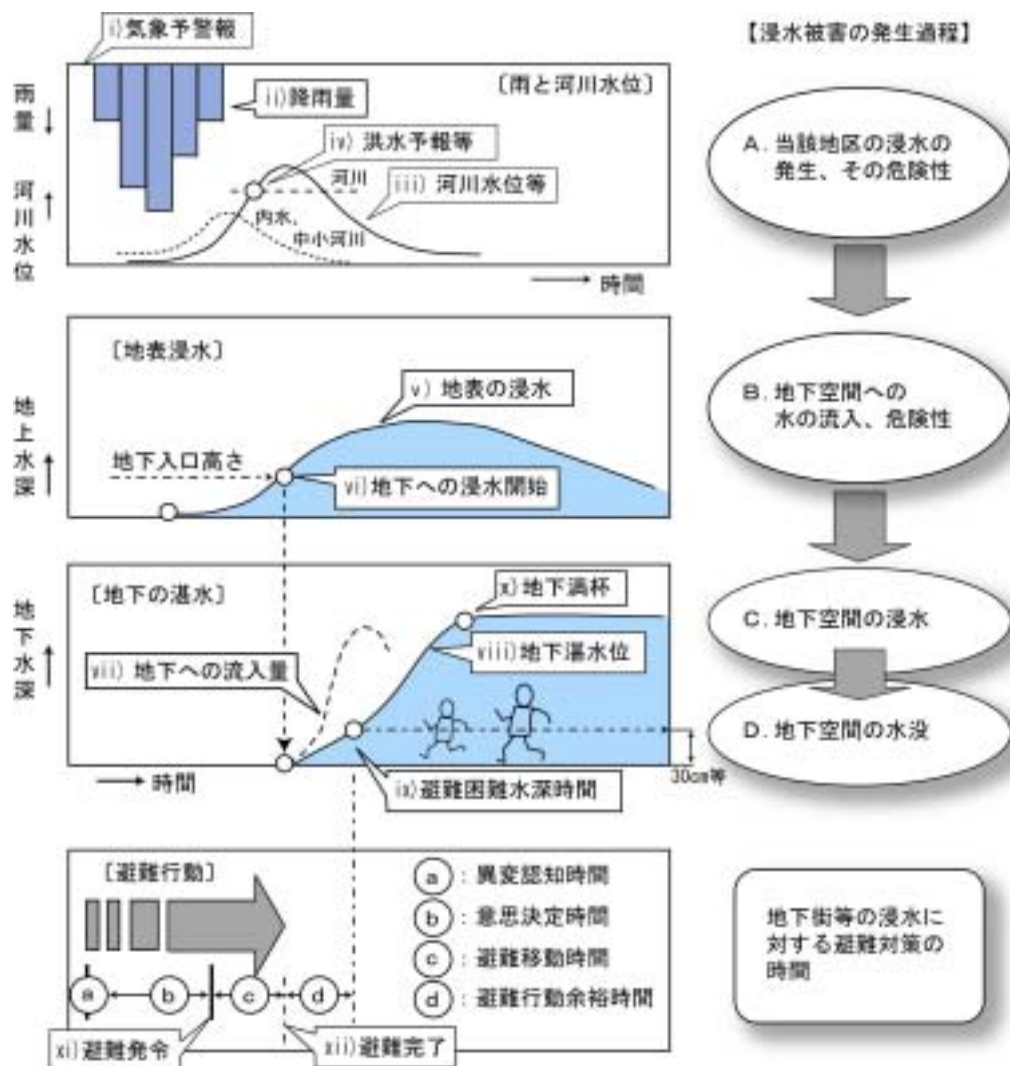 i)気象予警報
【浸水被害の発生過程】
雨量
〔雨と河川水位〕
ii)降雨量
iv) 洪水予報等
河川
iii) 河川水位等
河川水位
内水,
中小河川
時間
A. 当該地区の浸水の
発生、その危険性
〔地表浸水〕
v) 地表の浸水
地上水深
地下入口高さ
vi)地下への浸水開始
B. 地下空間への
水の流入、危険性
〔地下の湛水〕
x)地下満杯
地下水深
vii) 地下への流入量
viii)地下湛水位
C. 地下空間の浸水
D. 地下空間の水没
時間
ix)避難困難水深時間
30cm等
〔避難行動〕
a : 異変認知時間
b : 意思決定時間
c : 避難移動時間
d : 避難行動余裕時間
a
b
c
d
xi)避難発令
xii)避難完了
地下街等の浸水に
対する避難対策の
時間